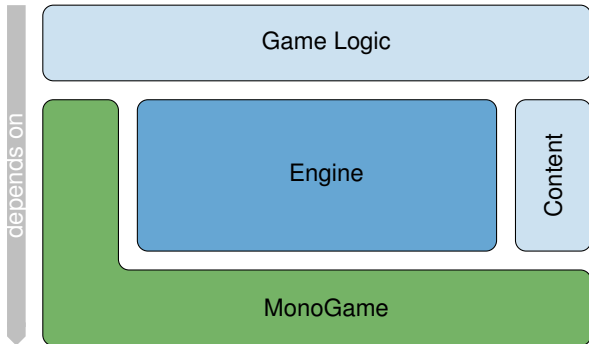 Game Logic
depends on
Engine
Content
MonoGame